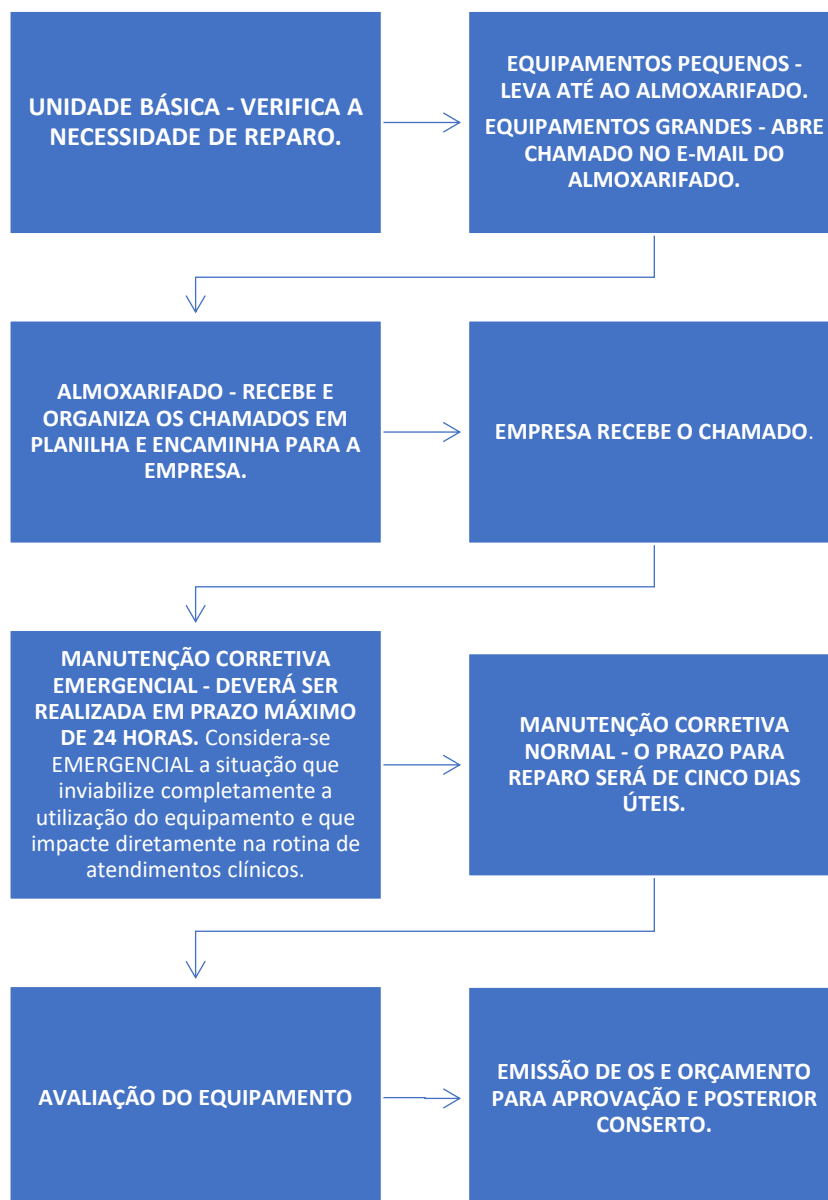 UNIDADE BÁSICA - VERIFICA A
NECESSIDADE DE REPARO.
EQUIPAMENTOS PEQUENOS -
LEVA ATÉ AO ALMOXARIFADO.
EQUIPAMENTOS GRANDES - ABRE
CHAMADO NO E-MAIL DO
ALMOXARIFADO.
ALMOXARIFADO - RECEBE E
ORGANIZA OS CHAMADOS EM
PLANILHA E ENCAMINHA PARA A
EMPRESA.
EMPRESA RECEBE O CHAMADO.
MANUTENÇÃO CORRETIVA
EMERGENCIAL - DEVERÁ SER
REALIZADA EM PRAZO MÁXIMO
DE 24 HORAS. Considera-se
EMERGENCIAL a situação que
inviabilize completamente a
utilização do equipamento e que
impacte diretamente na rotina de
atendimentos clínicos.
MANUTENÇÃO CORRETIVA
NORMAL - O PRAZO PARA
REPARO SERÁ DE CINCO DIAS
ÚTEIS.
AVALIAÇÃO DO EQUIPAMENTO
EMISSÃO DE OS E ORÇAMENTO
PARA APROVAÇÃO E POSTERIOR
CONSERTO.